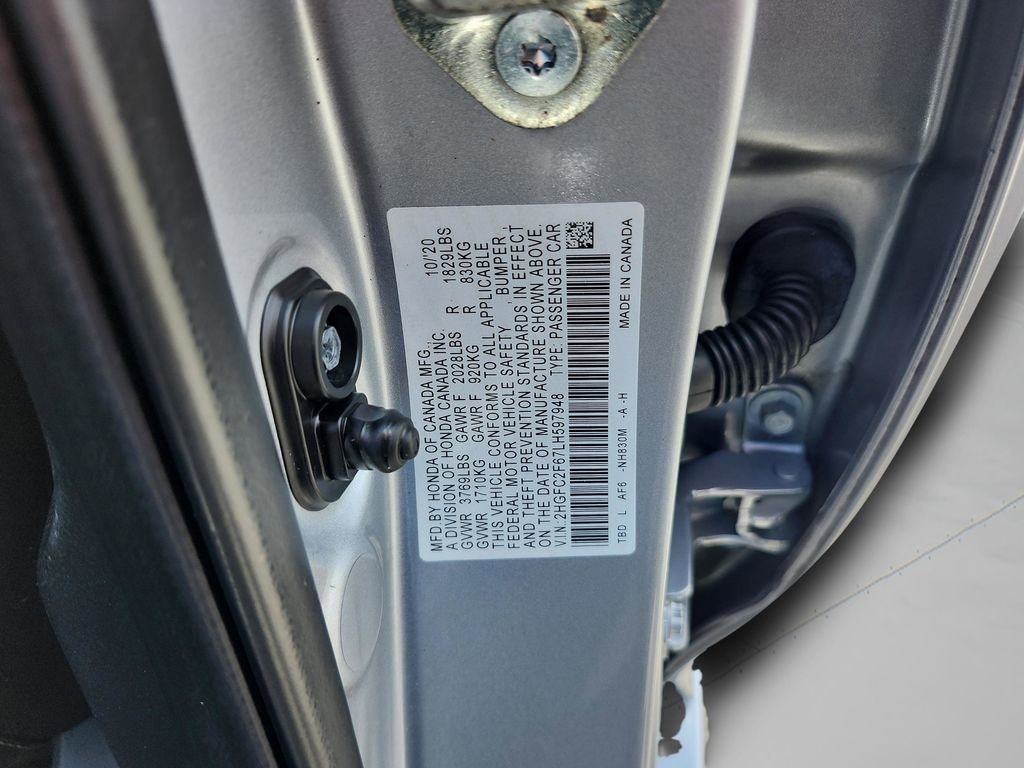 MFD BY HONDA OF CANADA MFG., 10/'20
A DIVISION OF HONDA CANADA INC.
GVWR 3769LBS GAWR F 2028LBS R 1829LBS
GVWR 1710KG GAWR F 920KG R 830KG
THIS VEHICLE CONFORMS TO ALL APPLICABLE
FEDERAL MOTOR VEHICLE SAFETY , BUMPER ,
AND THEFT PREVENTION STANDARDS IN EFFECT
ON THE DATE OF MANUFACTURE SHOWN ABOVE.
V.I.N:2HGFC2F67LH597948 TYPE: PASSENGER CAR
TBD L AF6 -NH830M -A -H MADE IN CANADA